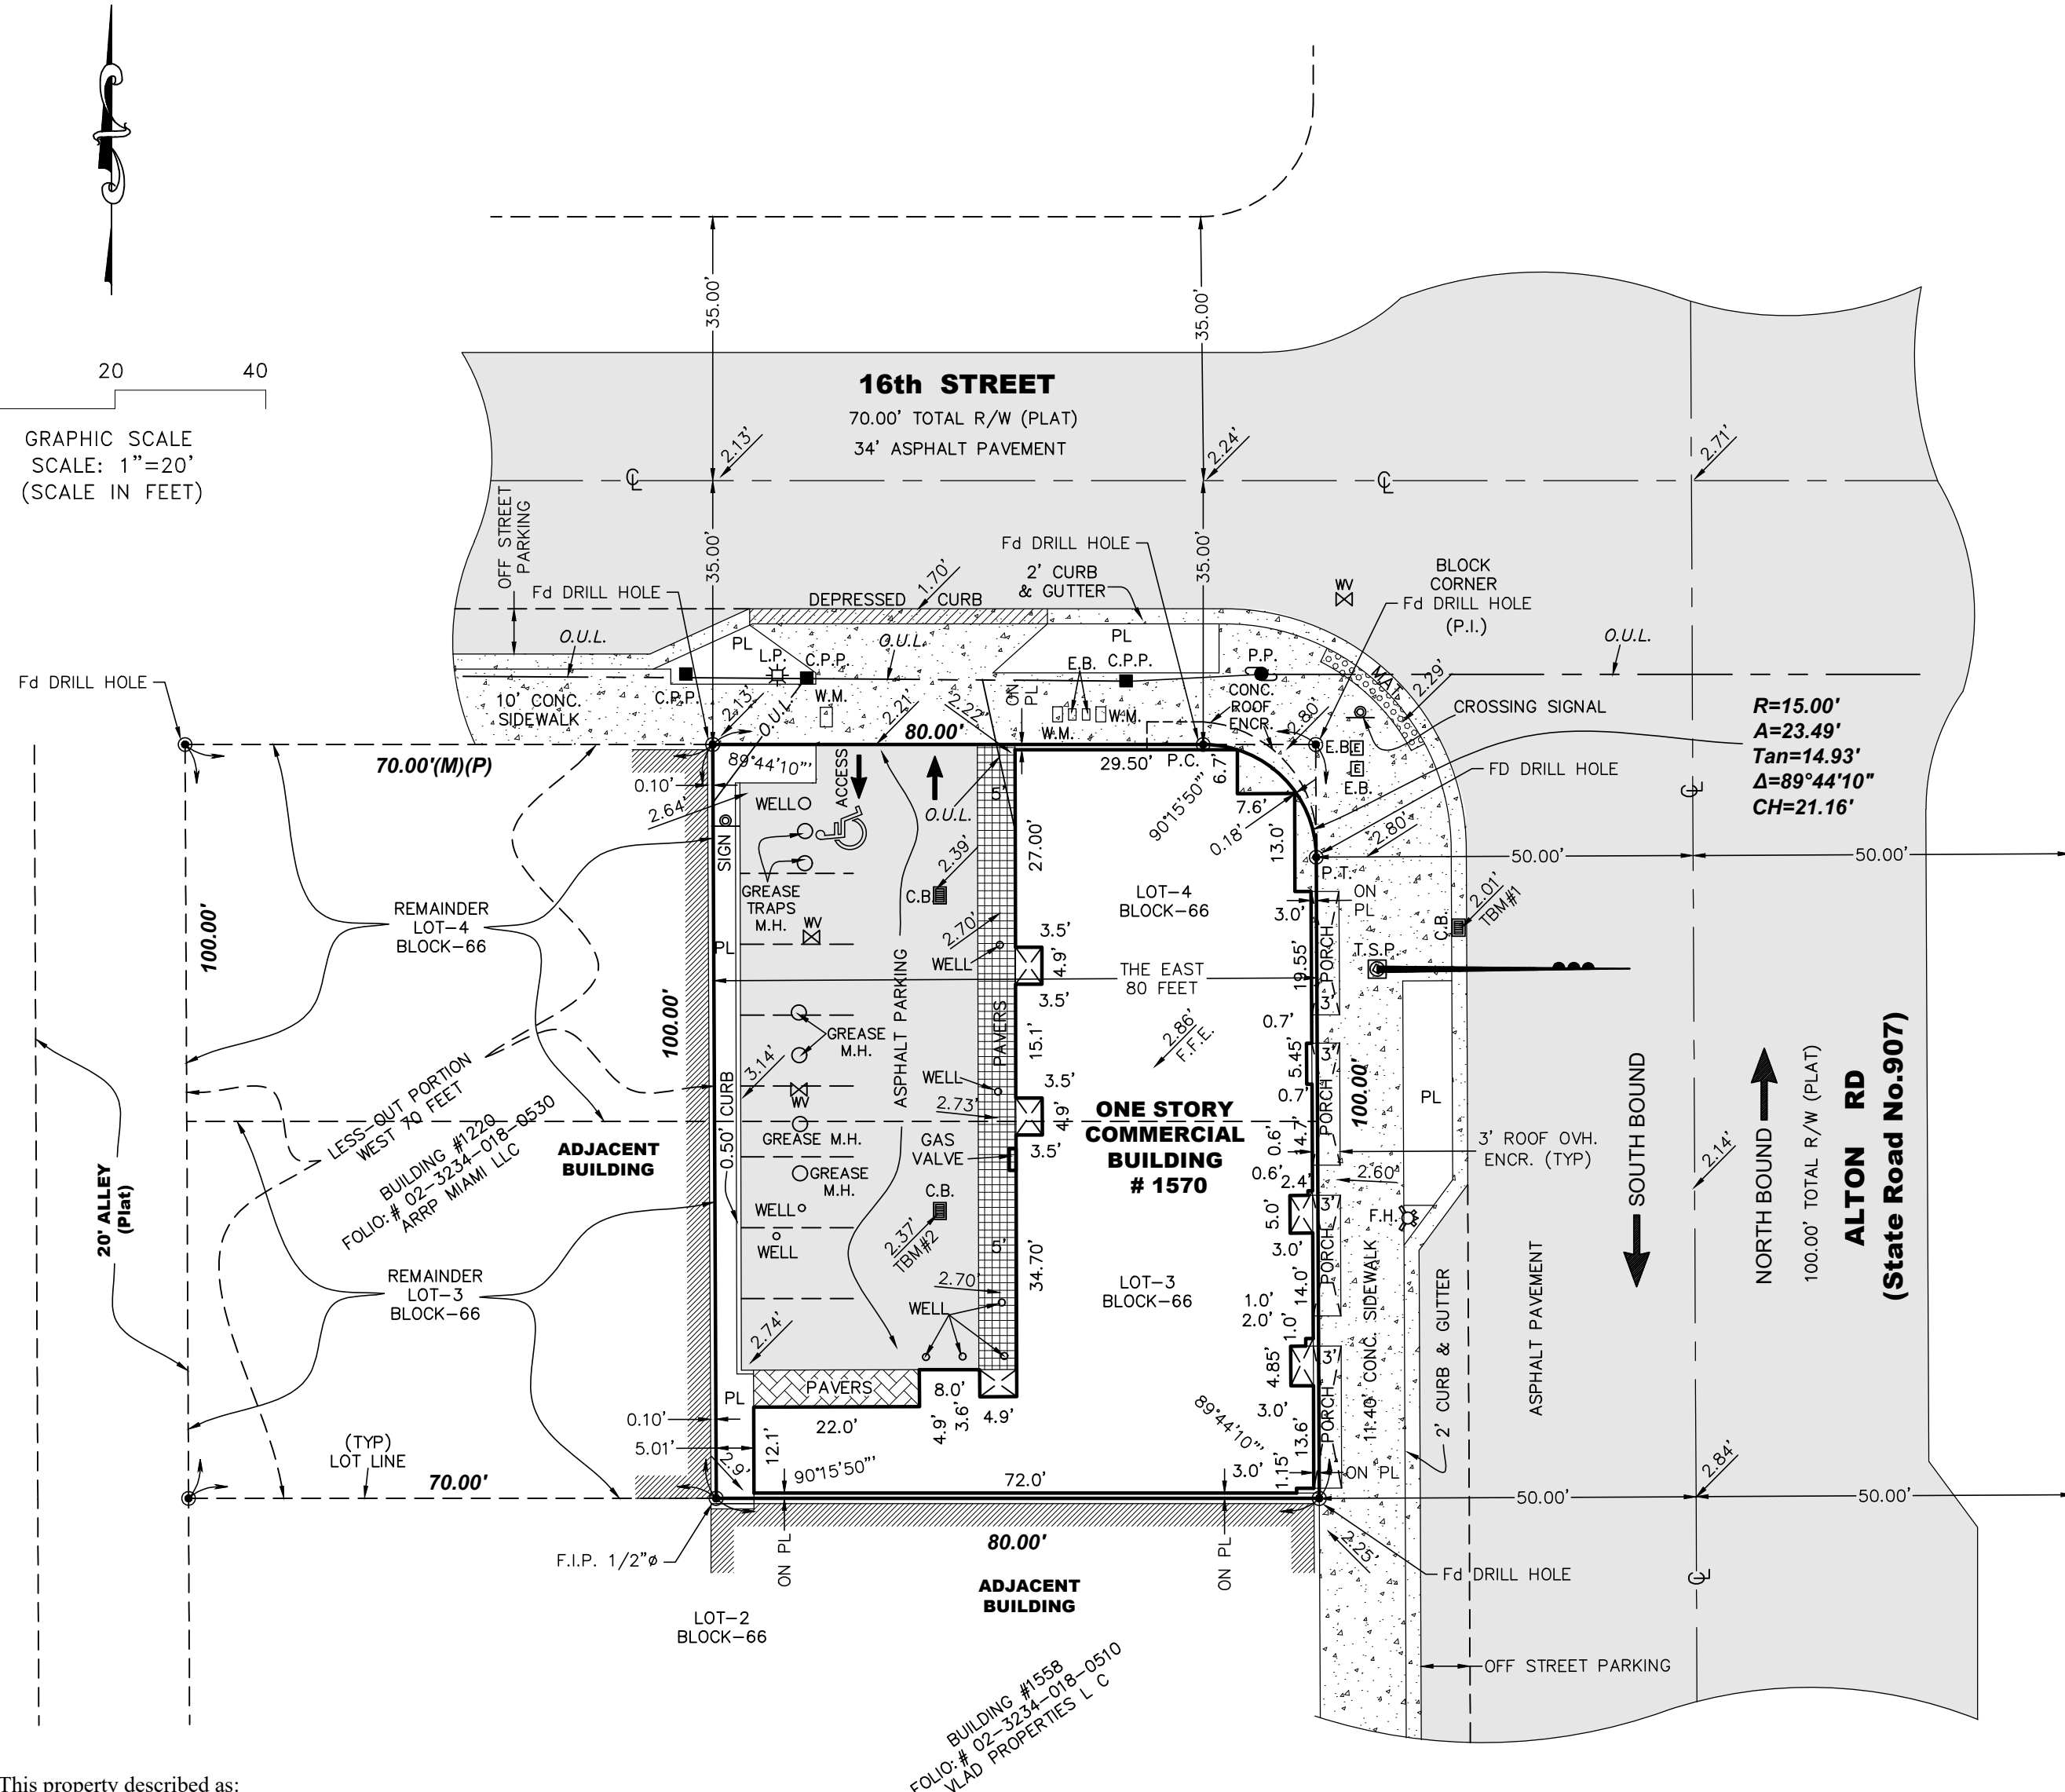 20 40
GRAPHIC SCALE
SCALE: 1"=20'
(SCALE IN FEET)
35.00'
35.00'
16th STREET
70.00' TOTAL R/W (PLAT)
34' ASPHALT PAVEMENT
2.13'
2.24'
2.71'
OFF STREET
PARKING
35.00'
35.00'
Fd DRILL HOLE
Fd DRILL HOLE
1.70'
DEPRESSED CURB
2' CURB
& GUTTER
WV
BLOCK
CORNER
Fd DRILL HOLE
(P.I.)
O.U.L.
O.U.L.
O.U.L.
PL
L.P.
C.P.P.
PL
E.B.
C.P.P.
P.P.
MAT
2.29'
Fd DRILL HOLE
10' CONC.
SIDEWALK
C.P.P.
2.13'
O.U.L.
W.M.
2.21'
2.22'
ON
PL
W.M.
W.M.
CONC.
ROOF
ENCR.
2.80'
CROSSING SIGNAL
R=15.00'
A=23.49'
Tan=14.93'
Δ=89°44'10"
CH=21.16'
80.00'
70.00'(M)(P)
89°44'10"'
0.10'
2.64'
WELL
ACCESS
O.U.L.
5'
29.50'
P.C.
6.7'
7.6'
90°15'50"'
0.18'
13.0'
E.B.
E
E
E.B.
FD DRILL HOLE
2.80'
50.00'
50.00'
P.T.
ON
PL
SIGN
GREASE
TRAPS
M.H.
WV
2.39'
C.B.
27.00'
LOT-4
BLOCK-66
3.0'
2.01'
TBM#1
C.B.
T.S.P.
100.00'
REMAINDER
LOT-4
BLOCK-66
PL
2.70'
WELL
3.5'
4.9'
3.5'
THE EAST
80 FEET
19.55'
PORCH
3'
100.00'
GREASE
M.H.
ASPHALT PARKING
PAVERS
15.1'
2.86'
F.F.E.
0.7'
5.45'
3'
0.7'
PORCH
100.00'
PL
LESS-OUT PORTION
WEST 70 FEET
BUILDING #1220
FOLIO:# 02-3234-018-0530
ARRP MIAMI LLC
3.14'
WV
WELL
2.73'
3.5'
4.9'
3.5'
ONE STORY
COMMERCIAL
BUILDING
# 1570
14.7'
0.6'
0.6'
2.4'
3' ROOF OVH.
ENCR. (TYP)
2.60'
F.H.
ADJACENT
BUILDING
0.50' CURB
GREASE M.H.
GREASE
M.H.
GAS
VALVE
C.B.
WELL
WELL
2.37'
TBM#2
5'
34.70'
5.0'
3'
3.0'
PORCH
14.0'
20' ALLEY
(Plat)
REMAINDER
LOT-3
BLOCK-66
2.70'
WELL
LOT-3
BLOCK-66
1.0'
2.0'
1.0'
4.85'
3'
3.0'
PORCH
13.6'
11.40' CONC. SIDEWALK
2' CURB & GUTTER
ASPHALT PAVEMENT
SOUTH BOUND
NORTH BOUND
2.14'
100.00' TOTAL R/W (PLAT)
ALTON RD
(State Road No.907)
2.74'
PL
PAVERS
8.0'
4.9'
3.6'
4.9'
22.0'
0.10'
5.01'
2.9'
12.1'
90°15'50"'
72.0'
89°44'10"'
3.0'
1.15'
ON PL
2.84'
50.00'
50.00'
(TYP)
LOT LINE
70.00'
F.I.P. 1/2"ø
ON PL
80.00'
ON PL
2.25'
Fd DRILL HOLE
ADJACENT
BUILDING
LOT-2
BLOCK-66
BUILDING #1558
FOLIO:# 02-3234-018-0510
VLAD PROPERTIES L C
OFF STREET PARKING
This property described as: